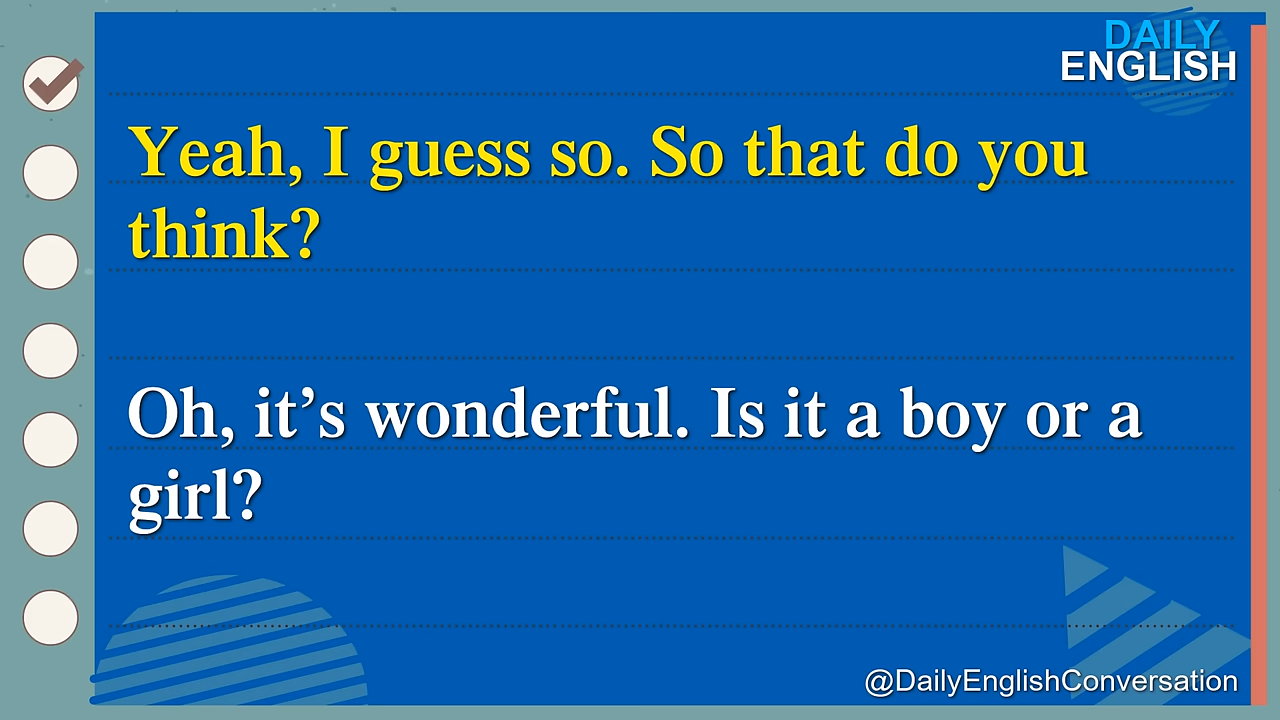 DAILY
ENGLISH
Yeah, I guess so. So that do you
think?
Oh, it’s wonderful. Is it a boy or a
girl?
@DailyEnglishConversation